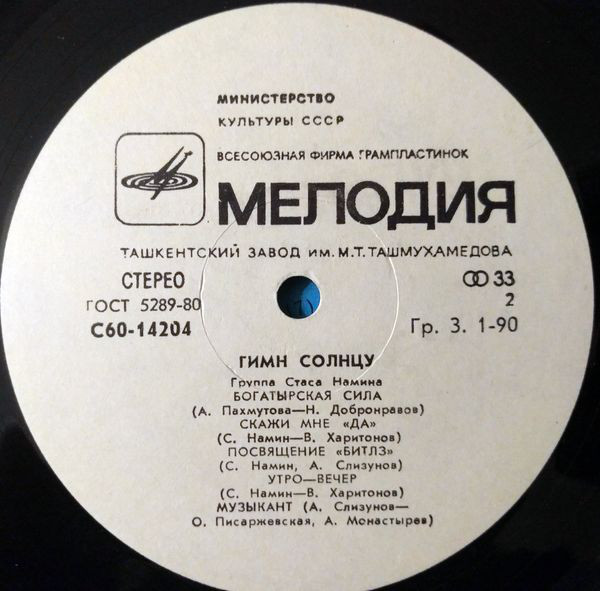 МИНИСТЕРСТВО
КУЛЬТУРЫ СССР
ВСЕСОЮЗНАЯ ФИРМА ГРАМПЛАСТИНОК
МЕЛОДИЯ
ТАШКЕНТСКИЙ ЗАВОД ИМ. М. Т. ТАШМУХАМЕДОВА
СТЕРЕО
33
ГОСТ 5289-80
2
С60-14204
Гр. 3. 1-90
ГИМН СОЛНЦУ
Группа Стаса Намина
БОГАТЫРСКАЯ СИЛА
(А. Пахмутова—Н. Добронравов)
СКАЖИ МНЕ «ДА»
(С. Намин—В. Харитонов)
ПОСВЯЩЕНИЕ «БИТЛЗ»
(С. Намин, А. Слизунов)
УТРО—ВЕЧЕР
(С. Намин—В. Харитонов)
МУЗЫКАНТ (А. Слизунов—
О. Писаржевская, А. Монастырев)